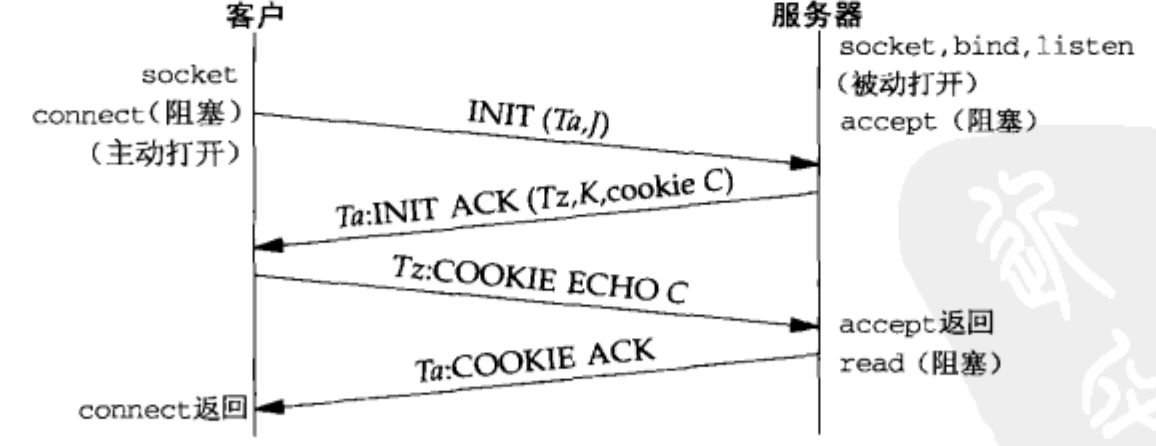 客户
服务器
socket,bind,listen
(被动打开)
accept (阻塞)
socket
connect(阻塞)
(主动打开)
INIT (Ta,J)
Ta:INIT ACK (Tz,K,cookie C)
Tz:COOKIE ECHO C
accept返回
read (阻塞)
Ta:COOKIE ACK
connect返回